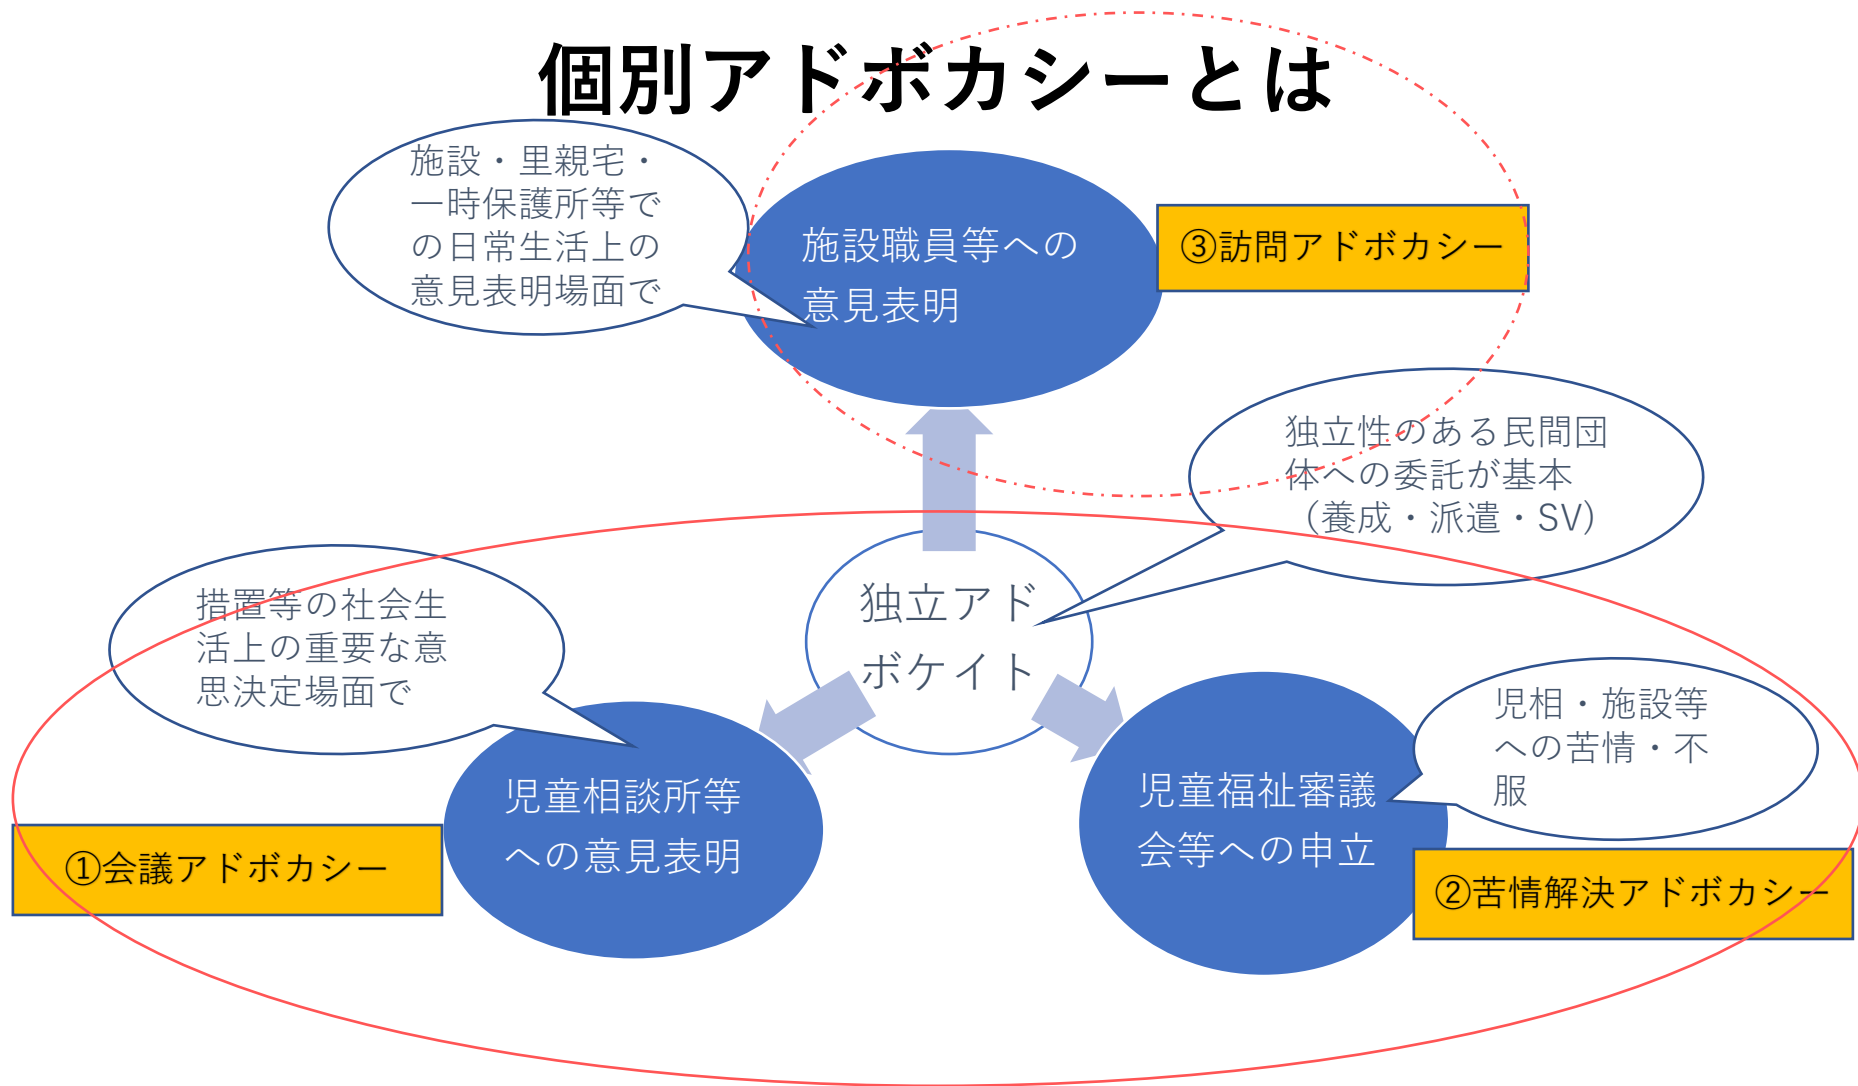 個別アドボカシーとは
施設・里親宅・
一時保護所等で
の日常生活上の
意見表明場面で
施設職員等への
意見表明
③訪問アドボカシー
独立性のある民間団
体への委託が基本
（養成・派遣・SV）
独立アド
ボケイト
措置等の社会生
活上の重要な意
思決定場面で
児童相談所等
への意見表明
①会議アドボカシー
児童福祉審議
会等への申立
児相・施設等
への苦情・不
服
②苦情解決アドボカシー